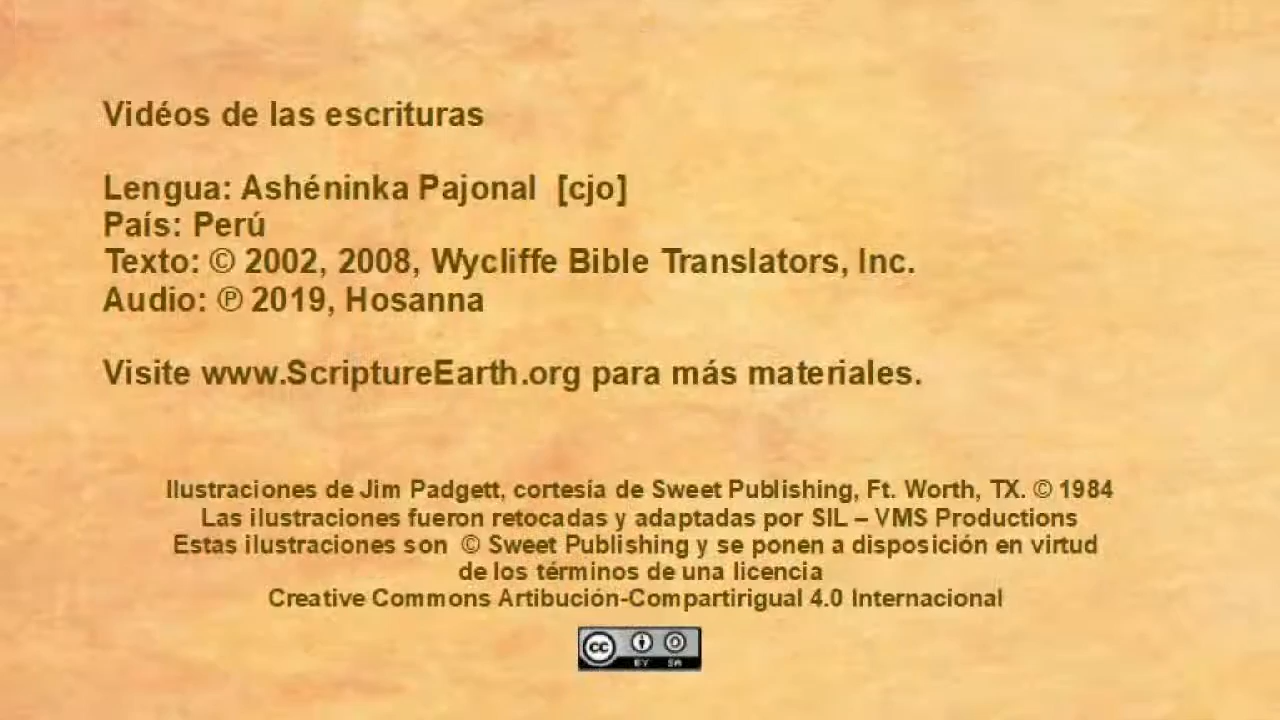 Vidéos de las escrituras
Lengua: Ashéninka Pajonal [cjo]
País: Perú
Texto: © 2002, 2008, Wycliffe Bible Translators, Inc.
Audio: ℗ 2019, Hosanna
Visite www.ScriptureEarth.org para más materiales.
Ilustraciones de Jim Padgett, cortesía de Sweet Publishing, Ft. Worth, TX. © 1984
Las ilustraciones fueron retocadas y adaptadas por SIL – VMS Productions
Estas ilustraciones son © Sweet Publishing y se ponen a disposición en virtud
de los términos de una licencia
Creative Commons Artibución-Compartirigual 4.0 Internacional
cc BY SA